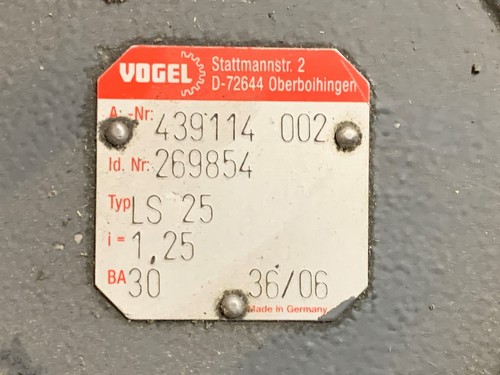 VOGEL
Stattmannstr. 2
D-72644 Oberboihingen
A. -Nr: 439114 002
Id. Nr: 269854
Typ LS 25
i = 1,25
BA 30 36/06
Made in Germany